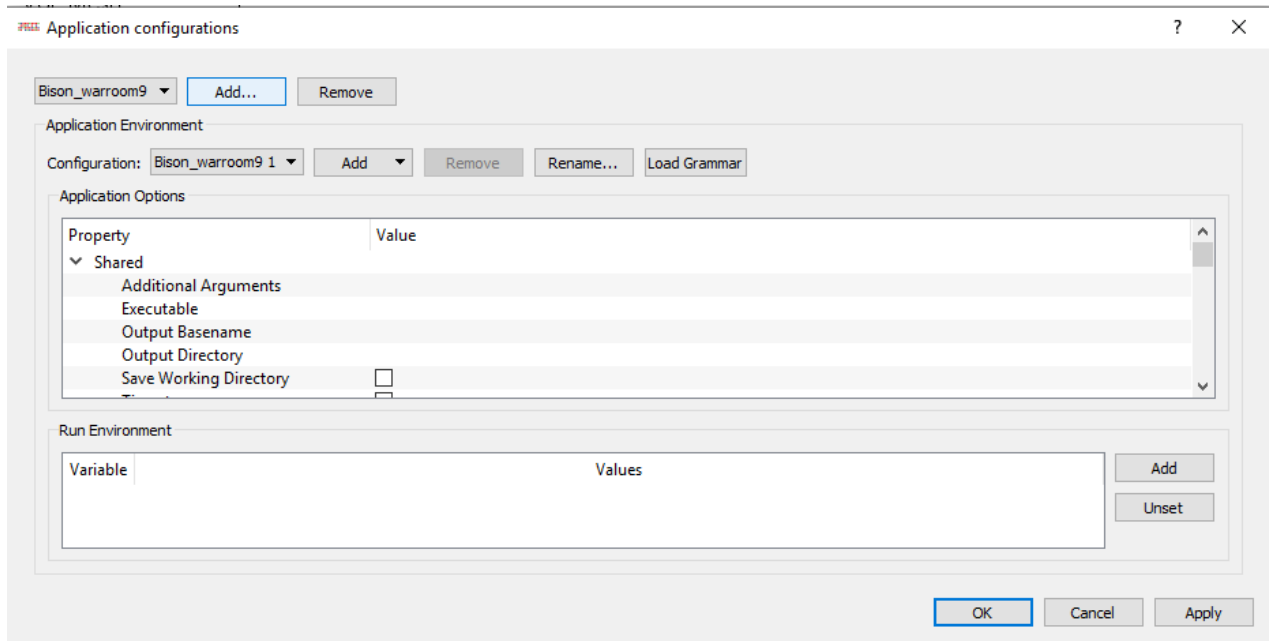 Application configurations
Bison_warroom9 Add... Remove
Application Environment
Configuration: Bison_warroom9 1 Add Remove Rename... Load Grammar
Application Options
Property Value
Shared
Additional Arguments
Executable
Output Basename
Output Directory
Save Working Directory
Run Environment
Variable Values Add
Unset
OK Cancel Apply